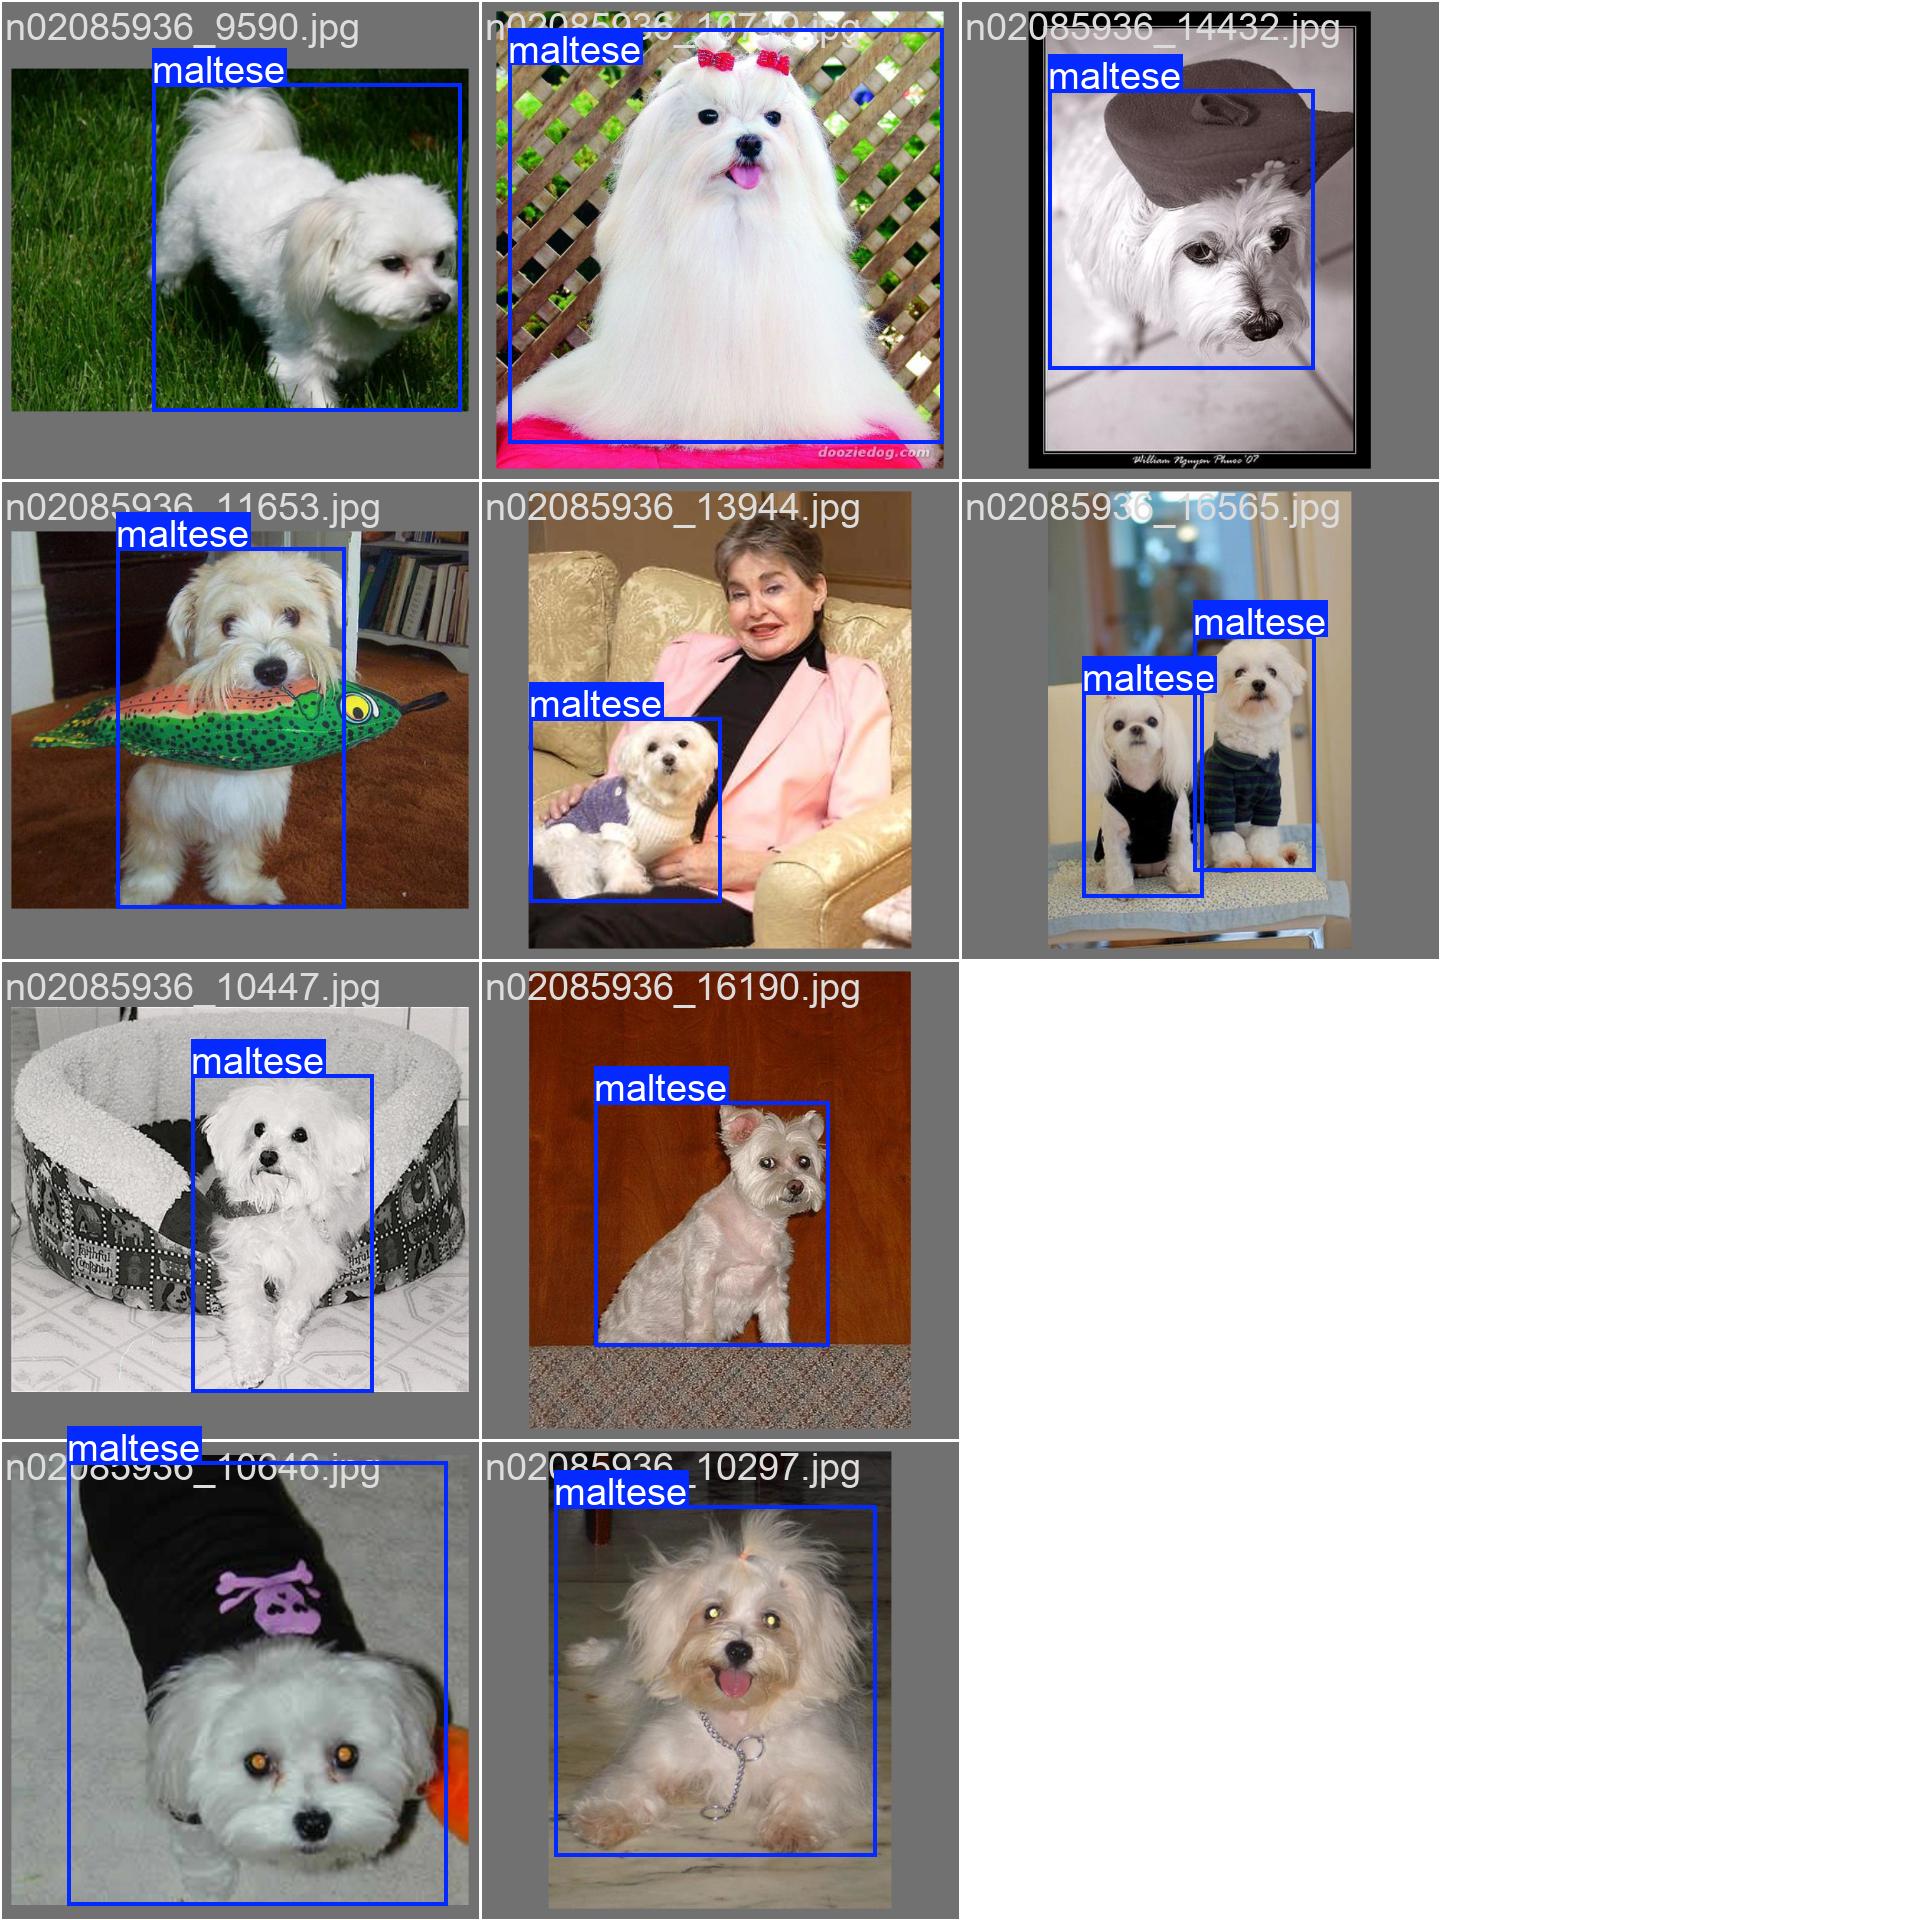 n02085936_9590.jpg
maltese
n02085936_10719.jpg
maltese
dooziedog.com
n02085936_14432.jpg
maltese
William Nguyen Phuoc '07
n02085936_11653.jpg
maltese
n02085936_13944.jpg
maltese
n02085936_16565.jpg
maltese
maltese
n02085936_10447.jpg
maltese
Faithful
Companion
n02085936_16190.jpg
maltese
n02085936_10646.jpg
maltese
n02085936_10297.jpg
maltese